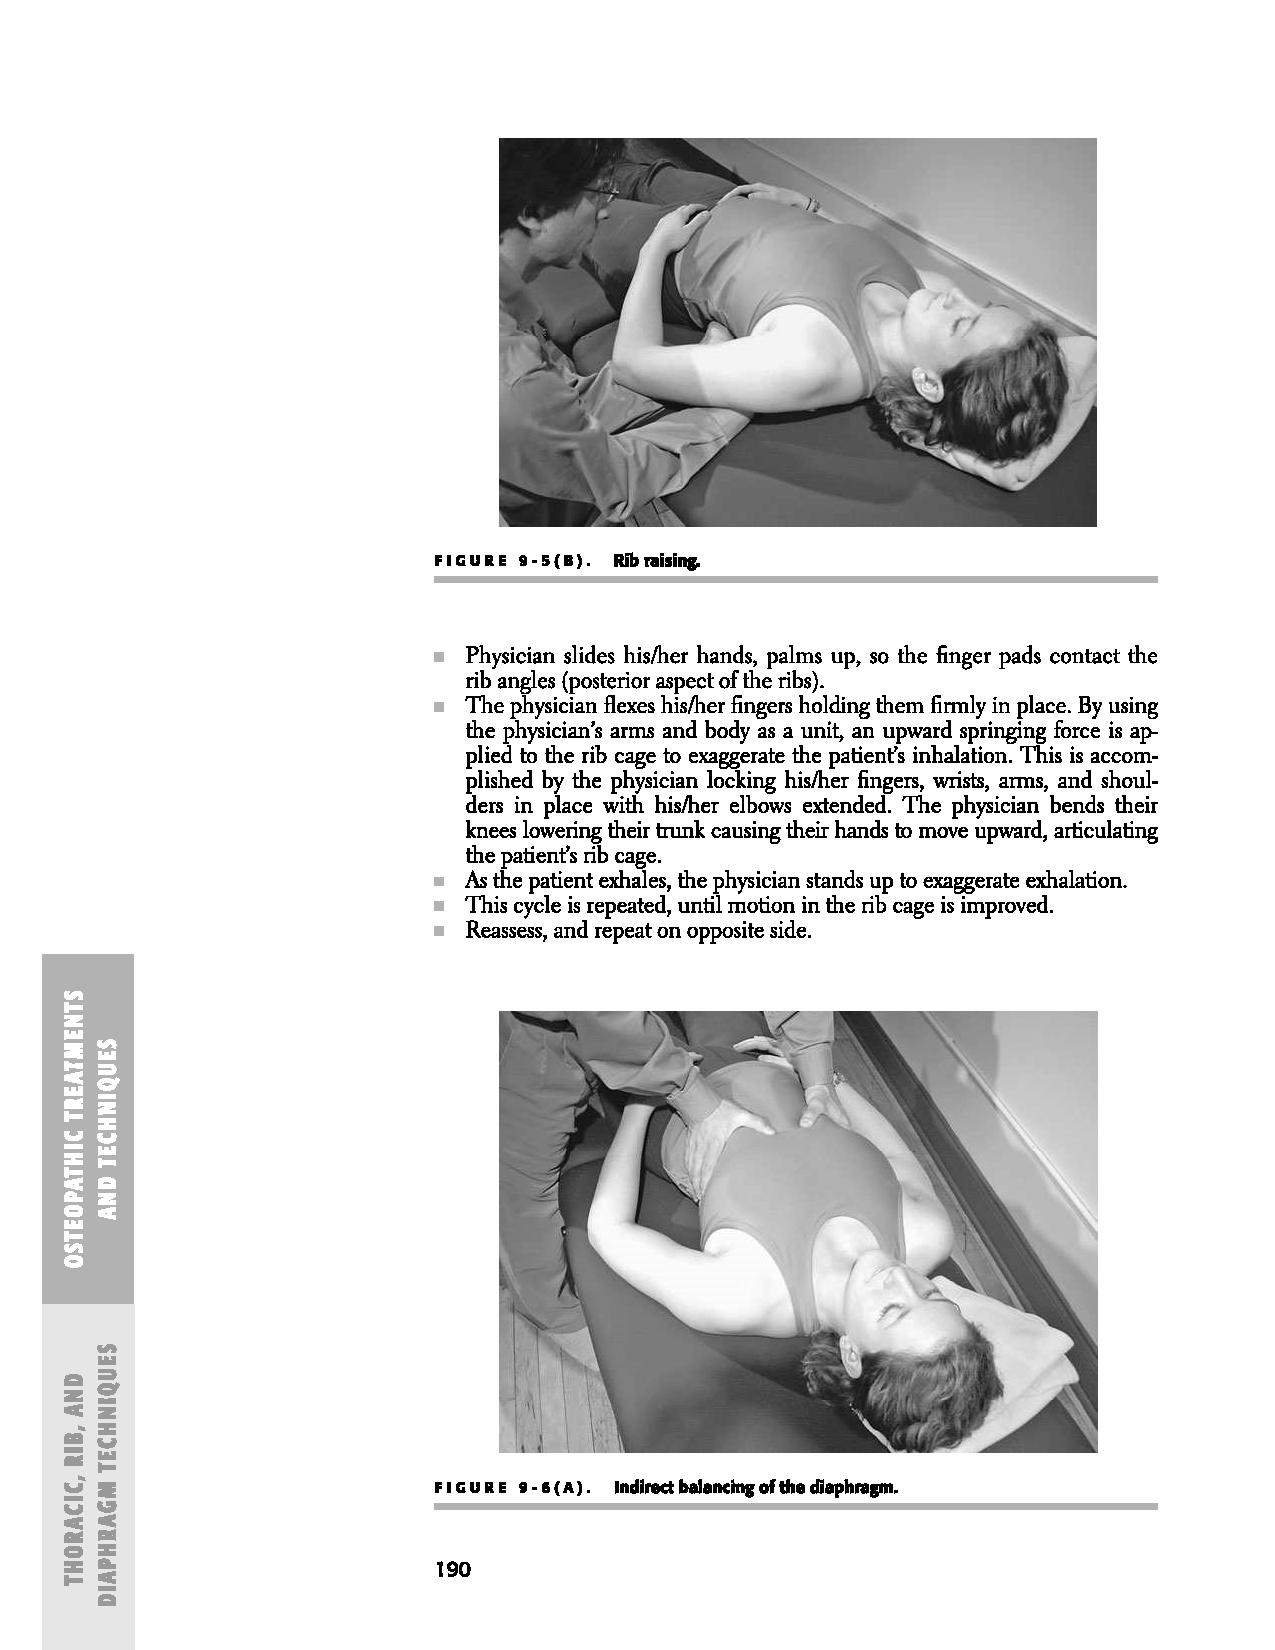 FIGURE 9-5(B). Rib raising.
■ Physician slides his/her hands, palms up, so the finger pads contact the
rib angles (posterior aspect of the ribs).
■ The physician flexes his/her fingers holding them firmly in place. By using
the physician's arms and body as a unit, an upward springing force is ap-
plied to the rib cage to exaggerate the patient's inhalation. This is accom-
plished by the physician locking his/her fingers, wrists, arms, and shoul-
ders in place with his/her elbows extended. The physician bends their
knees lowering their trunk causing their hands to move upward, articulating
the patient's rib cage.
■ As the patient exhales, the physician stands up to exaggerate exhalation.
■ This cycle is repeated, until motion in the rib cage is improved.
■ Reassess, and repeat on opposite side.
OSTEOPATHIC TREATMENTS
AND TECHNIQUES
THORACIC, RIB, AND
DIAPHRAGM TECHNIQUES
FIGURE 9-6(A). Indirect balancing of the diaphragm.
190